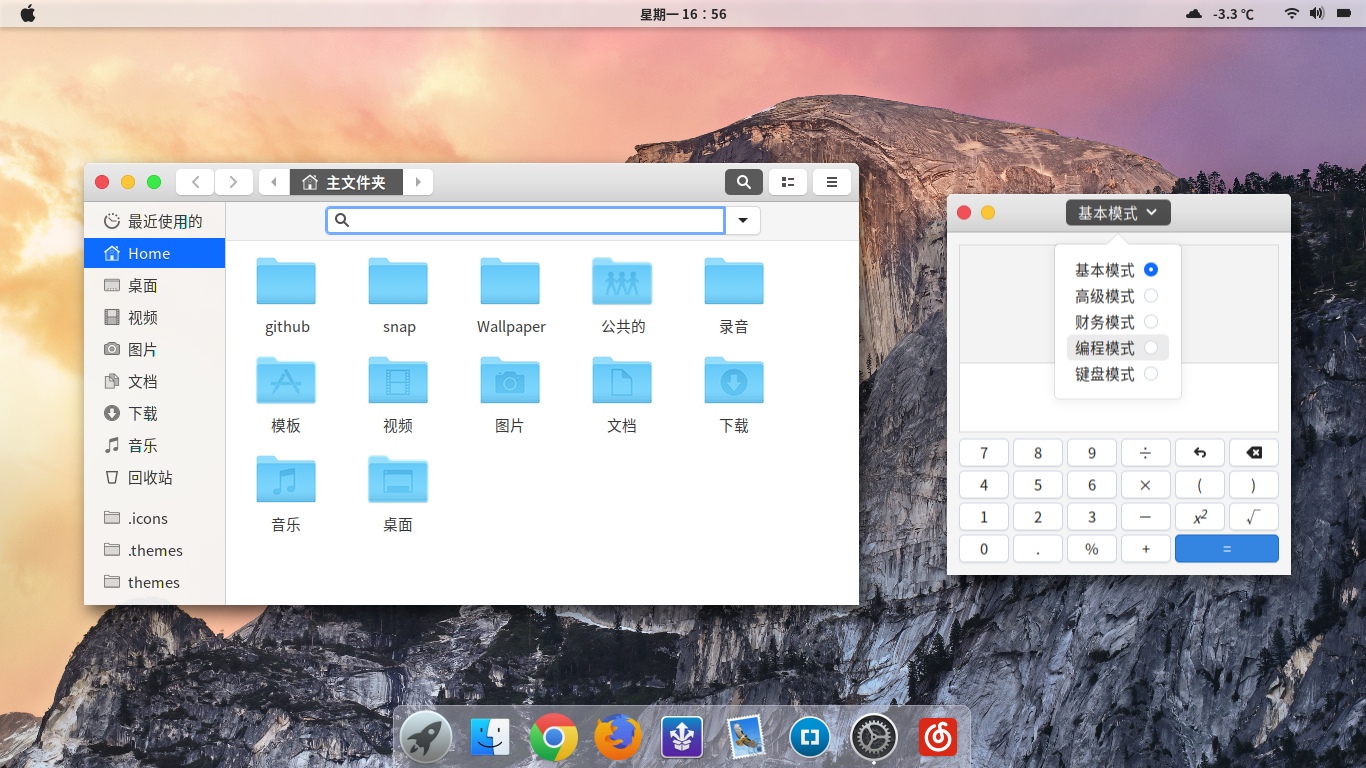 星期一 16：56
-3.3 ℃
主文件夹
最近使用的
Home
桌面
视频
图片
文档
下载
音乐
回收站
.icons
.themes
themes
github
snap
Wallpaper
公共的
录音
模板
视频
图片
文档
下载
音乐
桌面
基本模式
基本模式
高级模式
财务模式
编程模式
键盘模式
7 8 9 ÷
4 5 6 × ( )
1 2 3 − x² √
0 . % + =